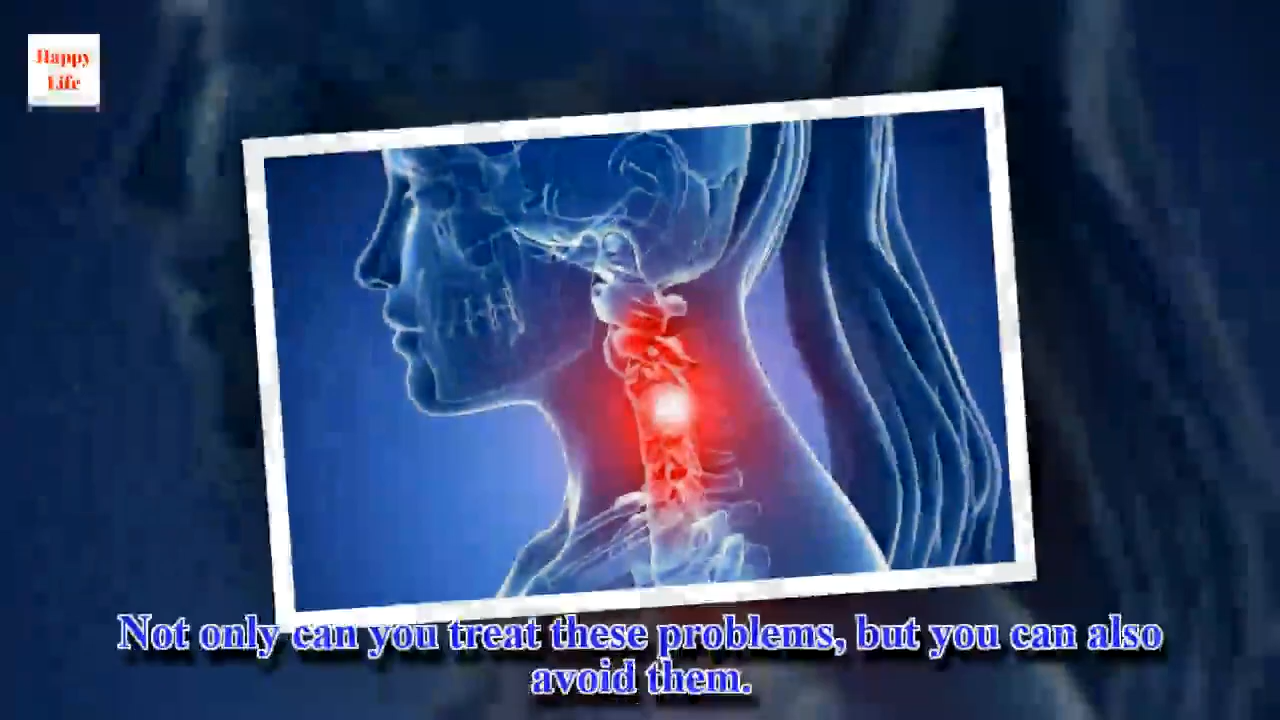 Happy
Life
Not only can you treat these problems, but you can also
avoid them.